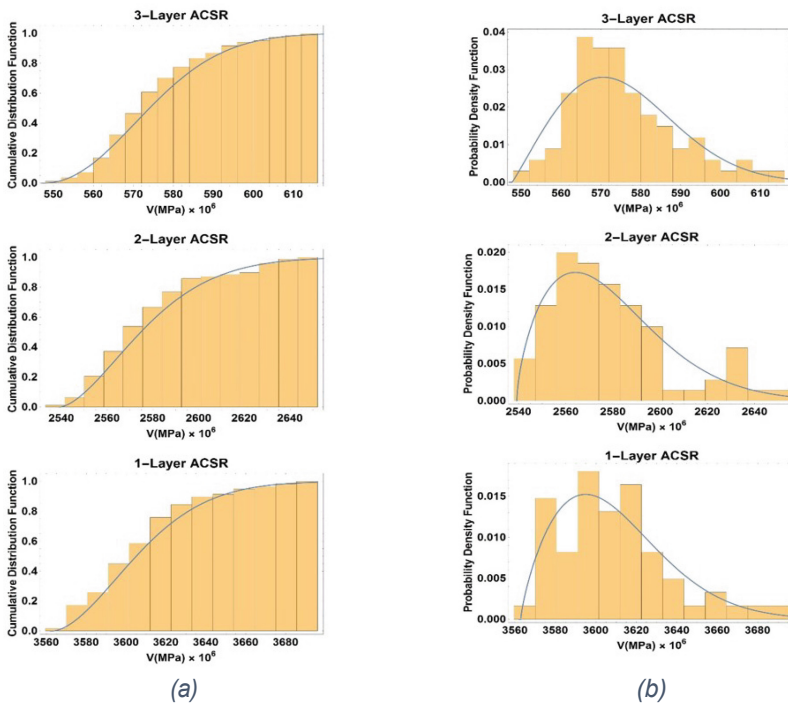 3−Layer ACSR
Cumulative Distribution Function
1.0
0.8
0.6
0.4
0.2
0.0
550 560 570 580 590 600 610
V(MPa) × 10⁶
2−Layer ACSR
Cumulative Distribution Function
1.0
0.8
0.6
0.4
0.2
0.0
2540 2560 2580 2600 2620 2640
V(MPa) × 10⁶
1−Layer ACSR
Cumulative Distribution Function
1.0
0.8
0.6
0.4
0.2
0.0
3560 3580 3600 3620 3640 3660 3680
V(MPa) × 10⁶
(a)
3−Layer ACSR
Probability Density Function
0.04
0.03
0.02
0.01
0.00
550 560 570 580 590 600 610
V(MPa) × 10⁶
2−Layer ACSR
Probability Density Function
0.020
0.015
0.010
0.005
0.000
2540 2560 2580 2600 2620 2640
V(MPa) × 10⁶
1−Layer ACSR
Probability Density Function
0.015
0.010
0.005
0.000
3560 3580 3600 3620 3640 3660 3680
V(MPa) × 10⁶
(b)